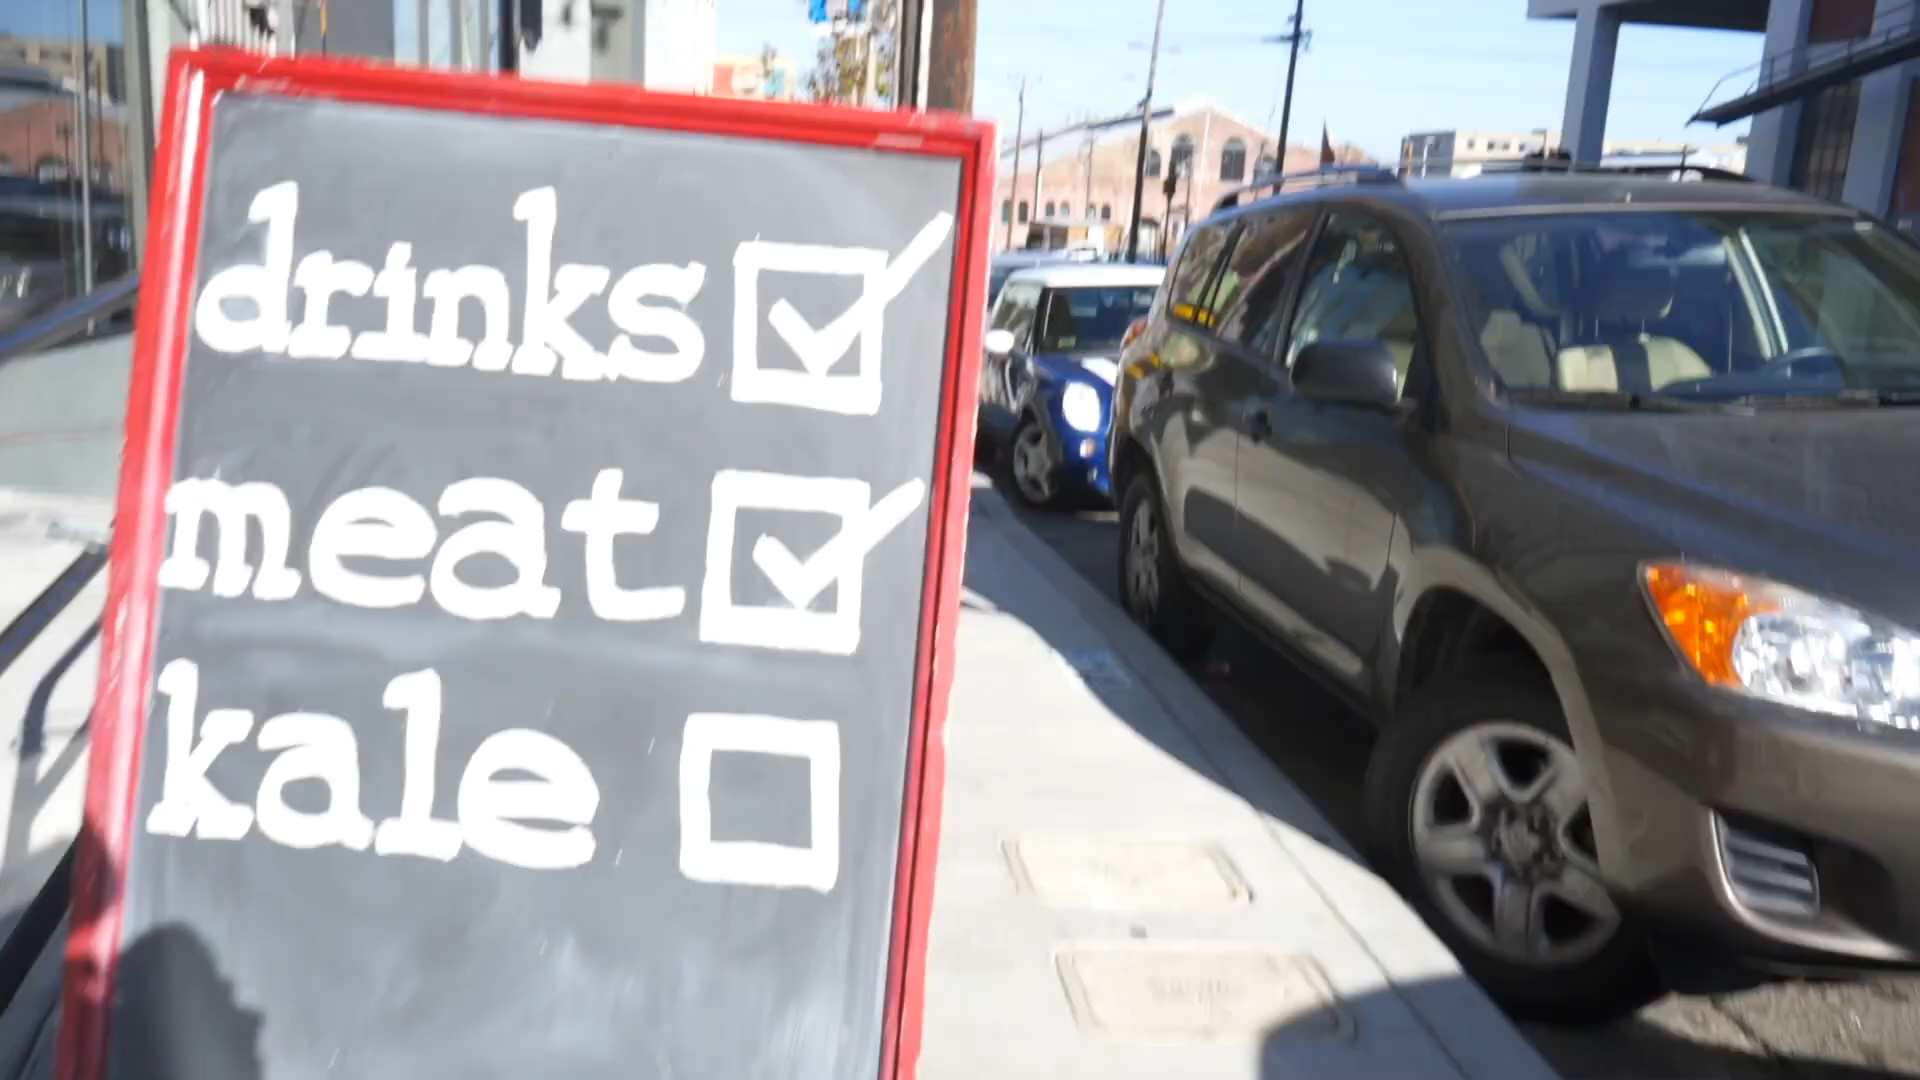 drinks ☑
meat ☑
kale ☐